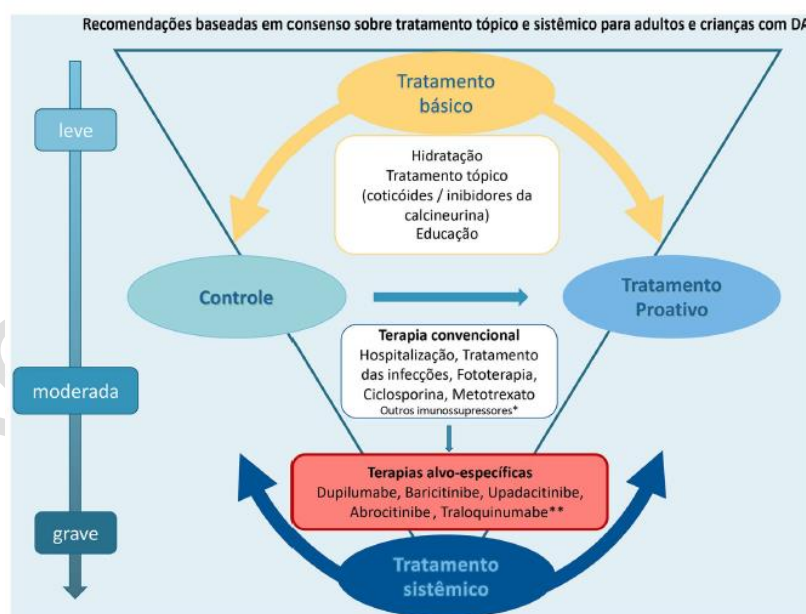 Recomendações baseadas em consenso sobre tratamento tópico e sistêmico para adultos e crianças com DA
leve
moderada
grave
Tratamento
básico
Hidratação
Tratamento tópico
(coticóides / inibidores da
calcineurina)
Educação
Controle
Tratamento
Proativo
Terapia convencional
Hospitalização, Tratamento
das infecções, Fototerapia,
Ciclosporina, Metotrexato
Outros imunossupressores*
Terapias alvo-específicas
Dupilumabe, Baricitinibe, Upadacitinibe,
Abrocitinibe, Traloquinumabe**
Tratamento
sistêmico